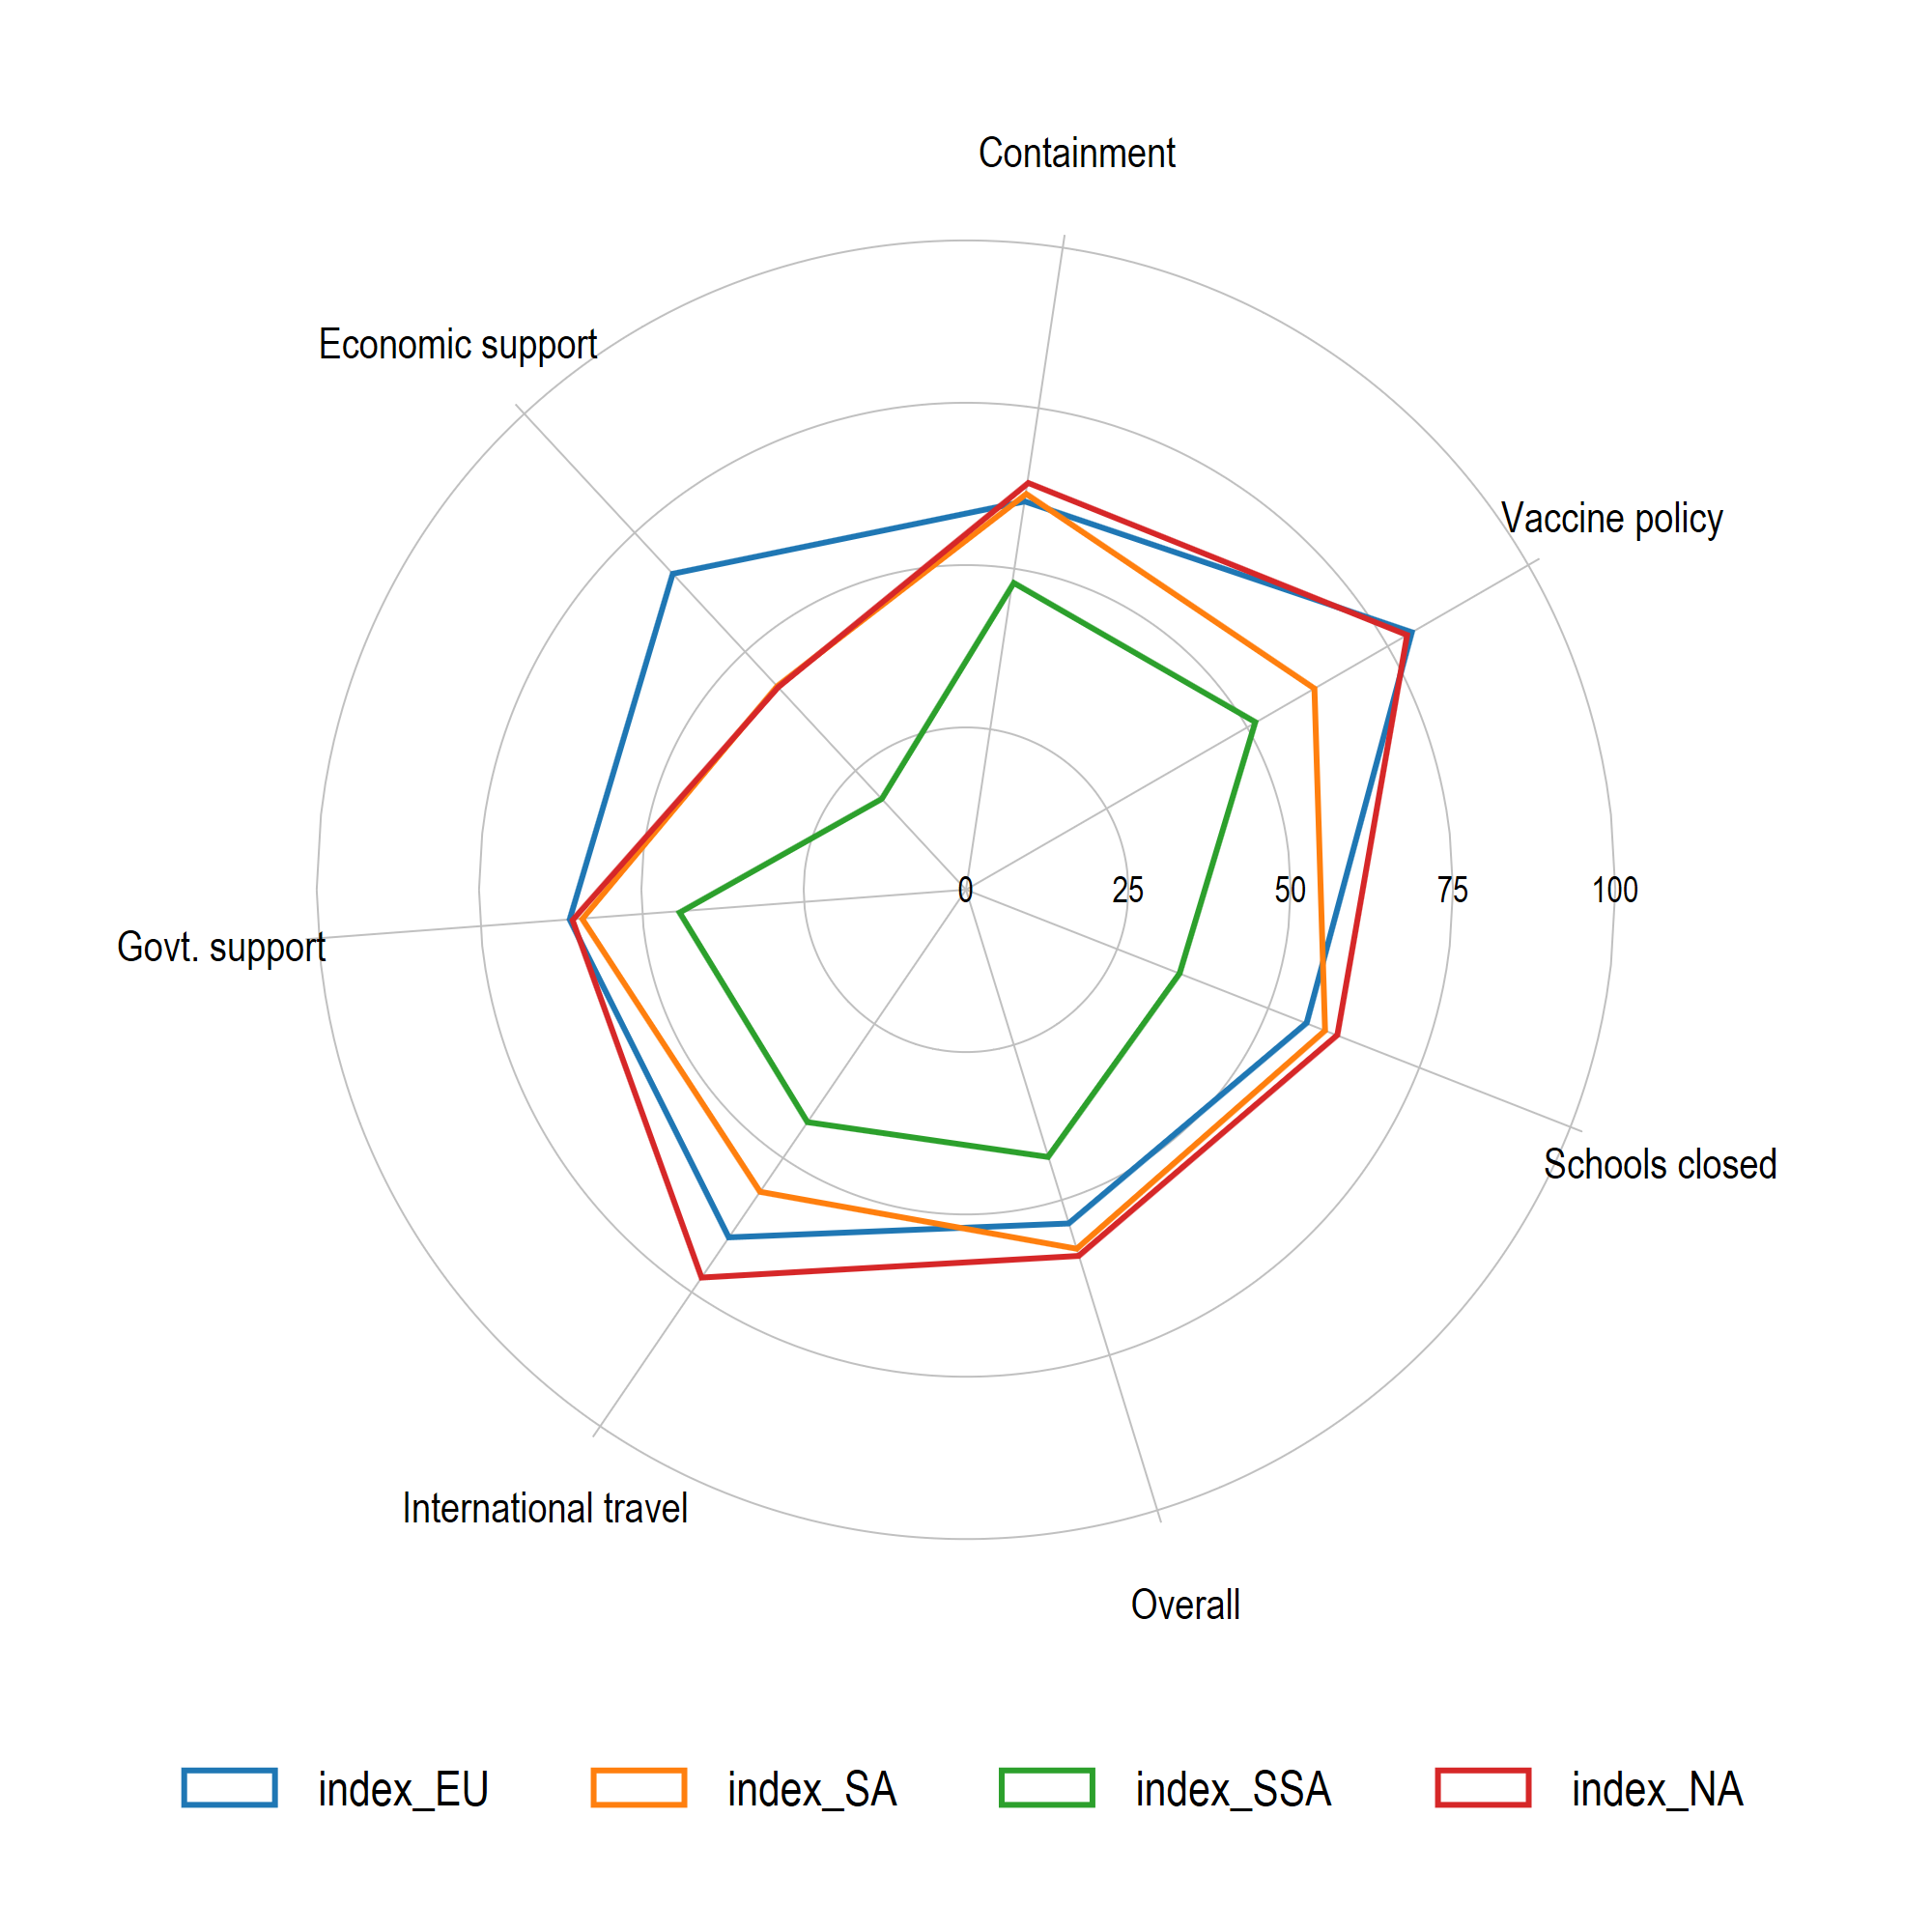 Containment
Economic support
Vaccine policy
0 25 50 75 100
Govt. support
Schools closed
International travel
Overall
index_EU index_SA index_SSA index_NA